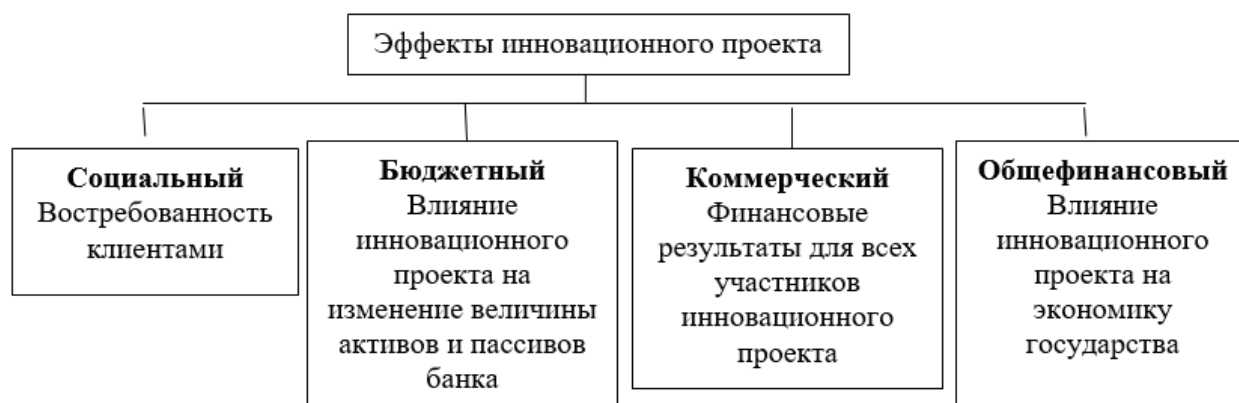 Эффекты инновационного проекта
Социальный
Востребованность
клиентами
Бюджетный
Влияние
инновационного
проекта на
изменение величины
активов и пассивов
банка
Коммерческий
Финансовые
результаты для всех
участников
инновационного
проекта
Общефинансовый
Влияние
инновационного
проекта на
экономику
государства